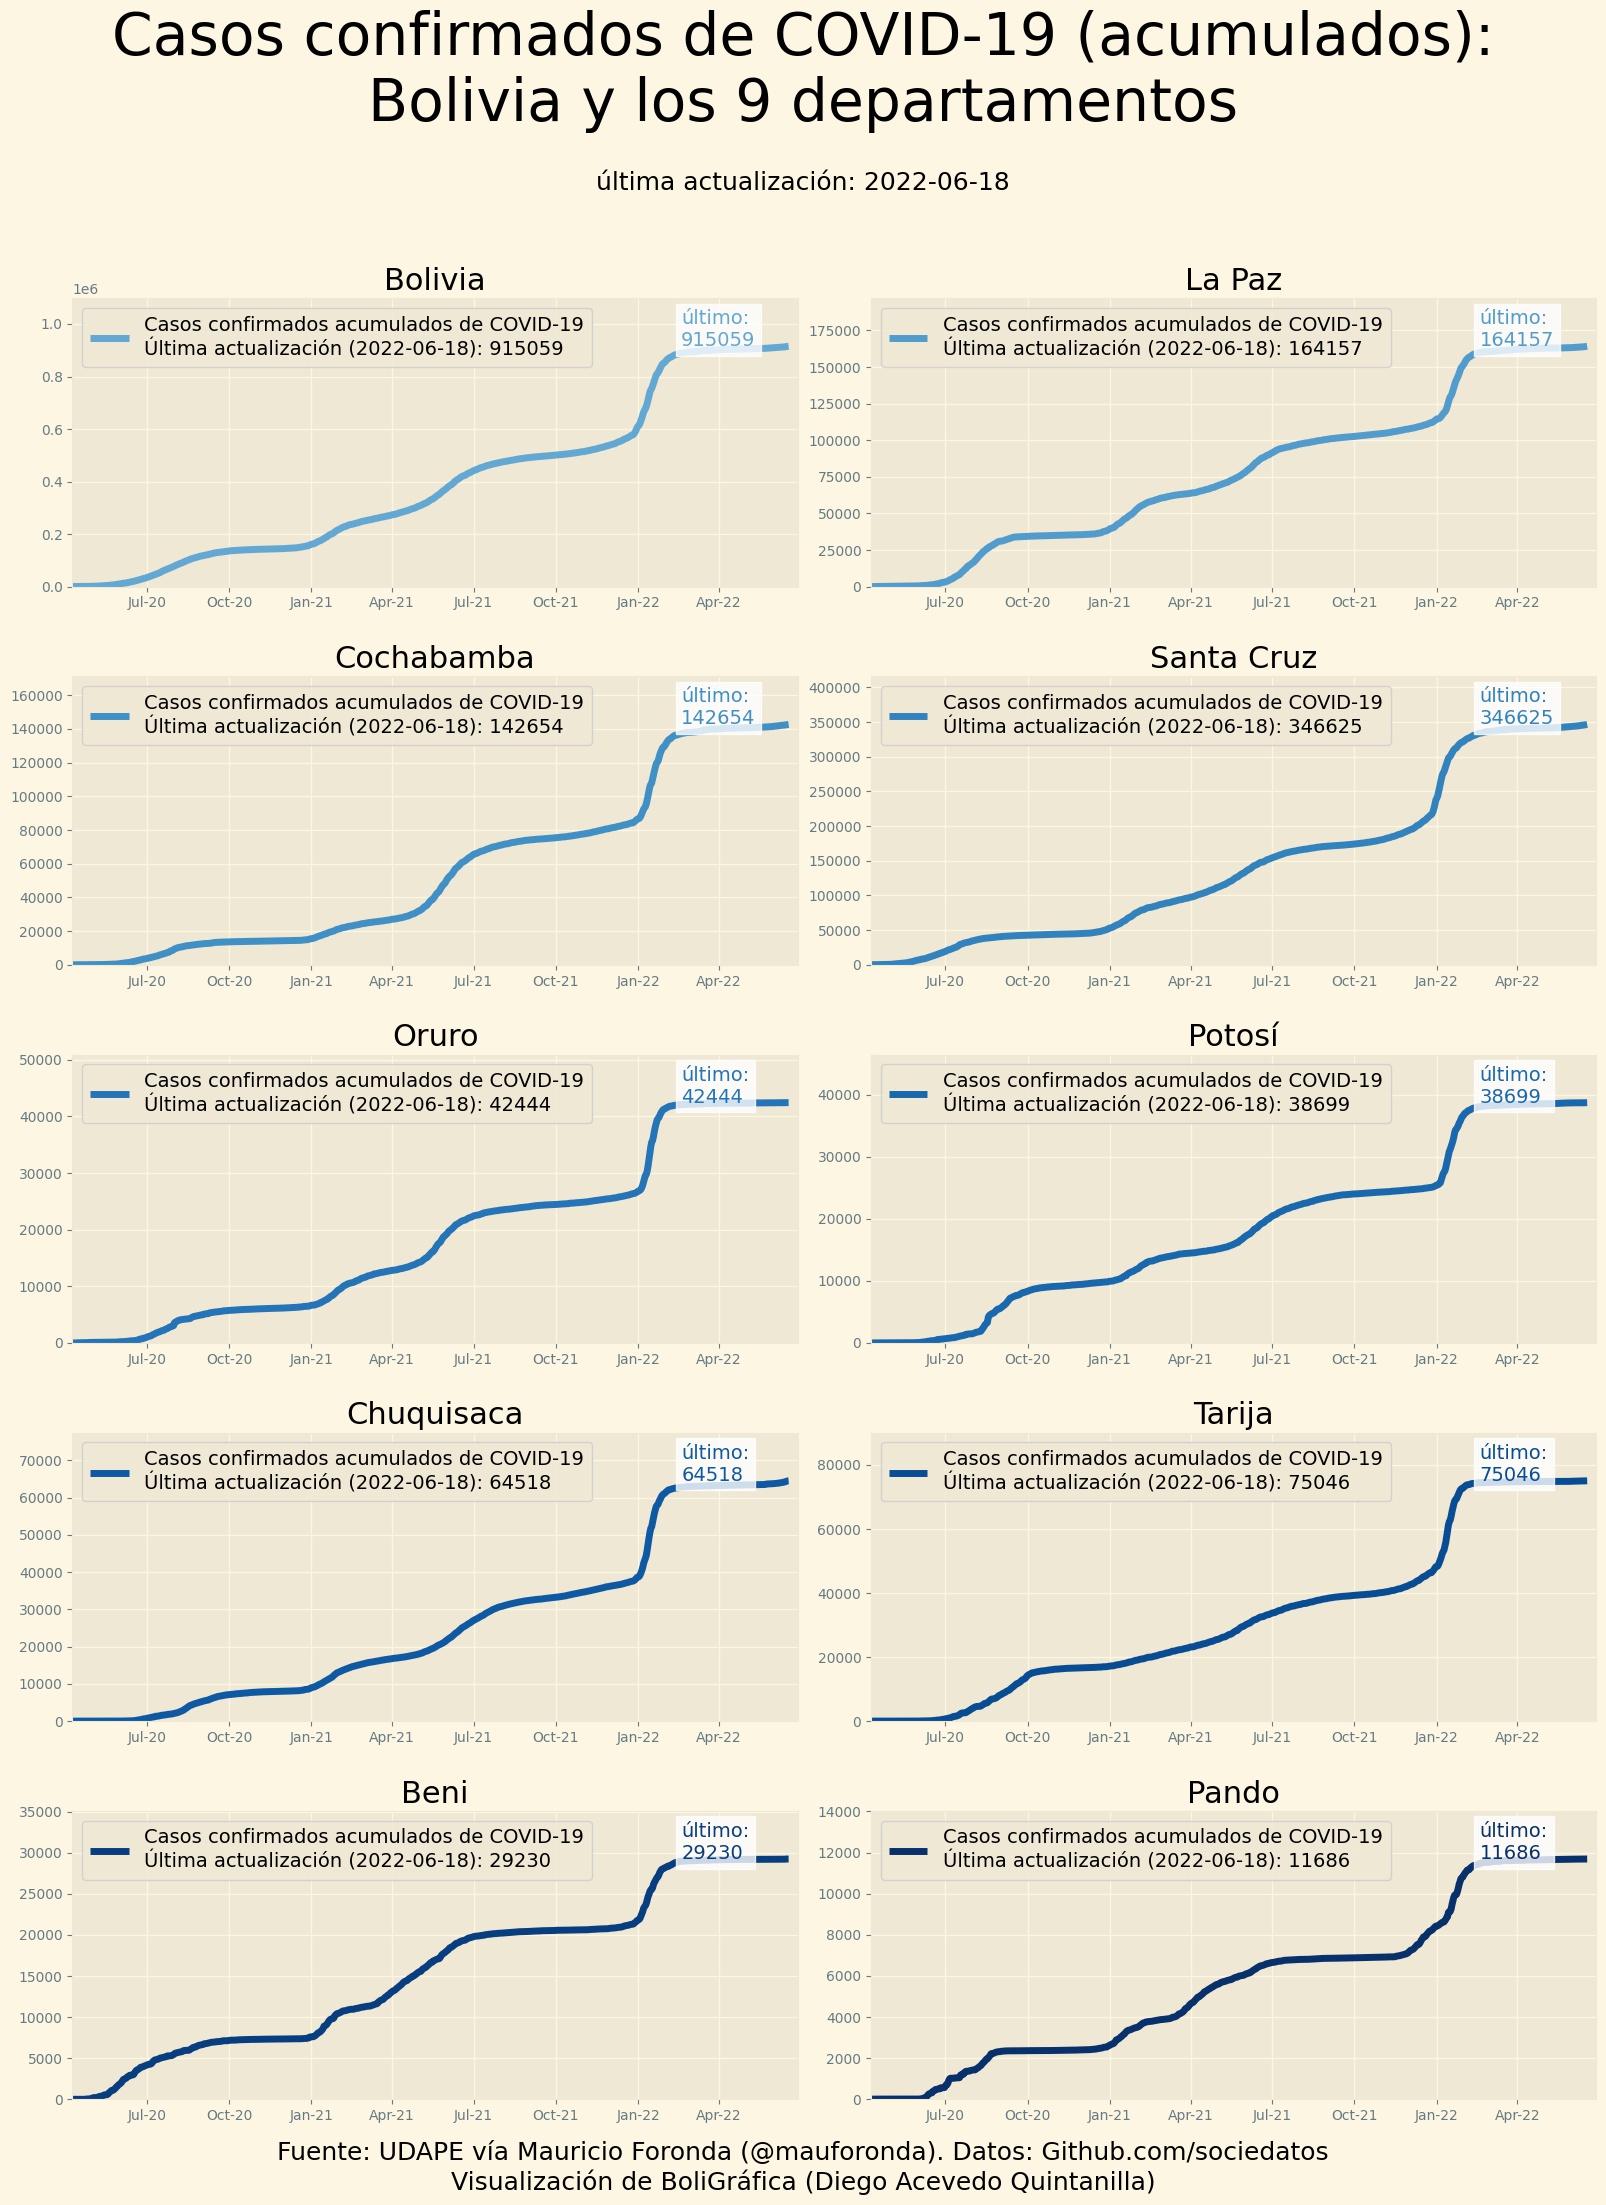 Casos confirmados de COVID-19 (acumulados):
Bolivia y los 9 departamentos
última actualización: 2022-06-18
Bolivia
1e6
Casos confirmados acumulados de COVID-19
Última actualización (2022-06-18): 915059
último:
915059
1.0
0.8
0.6
0.4
0.2
0.0
Jul-20 Oct-20 Jan-21 Apr-21 Jul-21 Oct-21 Jan-22 Apr-22
La Paz
Casos confirmados acumulados de COVID-19
Última actualización (2022-06-18): 164157
último:
164157
175000
150000
125000
100000
75000
50000
25000
0
Jul-20 Oct-20 Jan-21 Apr-21 Jul-21 Oct-21 Jan-22 Apr-22
Cochabamba
Casos confirmados acumulados de COVID-19
Última actualización (2022-06-18): 142654
último:
142654
160000
140000
120000
100000
80000
60000
40000
20000
0
Jul-20 Oct-20 Jan-21 Apr-21 Jul-21 Oct-21 Jan-22 Apr-22
Santa Cruz
Casos confirmados acumulados de COVID-19
Última actualización (2022-06-18): 346625
último:
346625
400000
350000
300000
250000
200000
150000
100000
50000
0
Jul-20 Oct-20 Jan-21 Apr-21 Jul-21 Oct-21 Jan-22 Apr-22
Oruro
Casos confirmados acumulados de COVID-19
Última actualización (2022-06-18): 42444
último:
42444
50000
40000
30000
20000
10000
0
Jul-20 Oct-20 Jan-21 Apr-21 Jul-21 Oct-21 Jan-22 Apr-22
Potosí
Casos confirmados acumulados de COVID-19
Última actualización (2022-06-18): 38699
último:
38699
40000
30000
20000
10000
0
Jul-20 Oct-20 Jan-21 Apr-21 Jul-21 Oct-21 Jan-22 Apr-22
Chuquisaca
Casos confirmados acumulados de COVID-19
Última actualización (2022-06-18): 64518
último:
64518
70000
60000
50000
40000
30000
20000
10000
0
Jul-20 Oct-20 Jan-21 Apr-21 Jul-21 Oct-21 Jan-22 Apr-22
Tarija
Casos confirmados acumulados de COVID-19
Última actualización (2022-06-18): 75046
último:
75046
80000
60000
40000
20000
0
Jul-20 Oct-20 Jan-21 Apr-21 Jul-21 Oct-21 Jan-22 Apr-22
Beni
Casos confirmados acumulados de COVID-19
Última actualización (2022-06-18): 29230
último:
29230
35000
30000
25000
20000
15000
10000
5000
0
Jul-20 Oct-20 Jan-21 Apr-21 Jul-21 Oct-21 Jan-22 Apr-22
Pando
Casos confirmados acumulados de COVID-19
Última actualización (2022-06-18): 11686
último:
11686
14000
12000
10000
8000
6000
4000
2000
0
Jul-20 Oct-20 Jan-21 Apr-21 Jul-21 Oct-21 Jan-22 Apr-22
Fuente: UDAPE vía Mauricio Foronda (@mauforonda). Datos: Github.com/sociedatos
Visualización de BoliGráfica (Diego Acevedo Quintanilla)